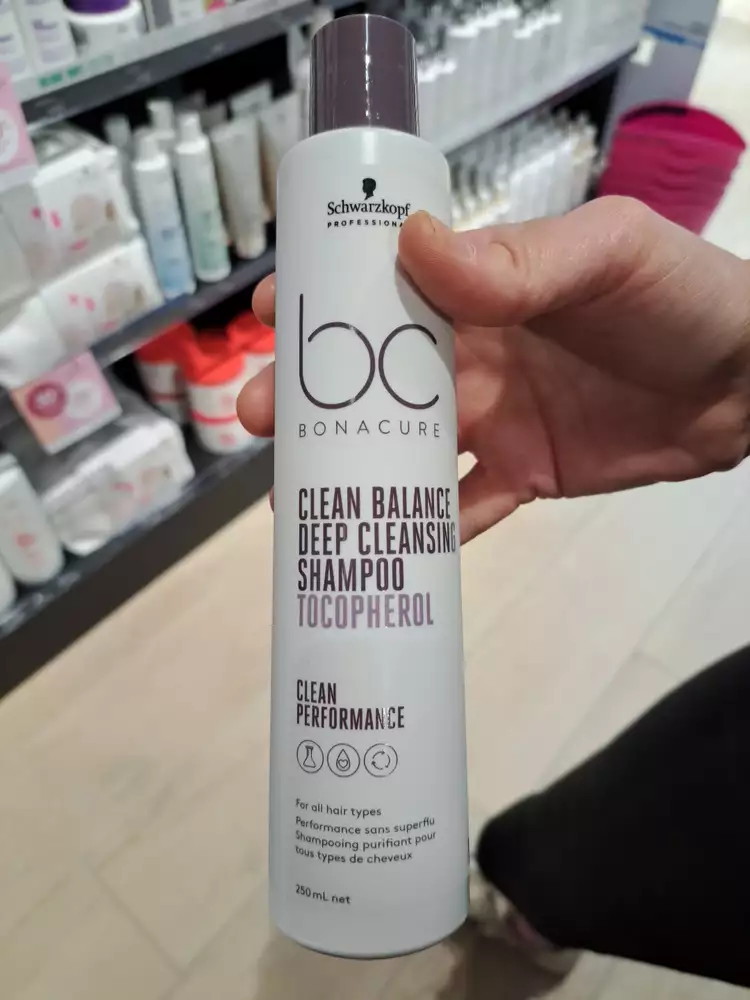 Schwarzkopf
PROFESSIONAL
bc
BONACURE
CLEAN BALANCE
DEEP CLEANSING
SHAMPOO
TOCOPHEROL
CLEAN
PERFORMANCE
For all hair types
Performance sans superflu
Shampooing purifiant pour
tous types de cheveux
250 mL net